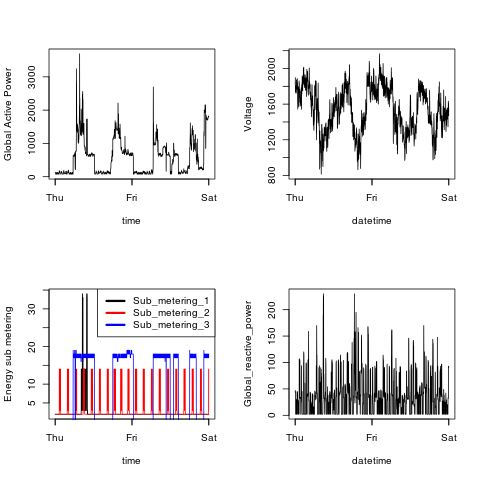 Global Active Power
3000
2000
1000
0
Thu Fri Sat
time
Voltage
2000
1600
1200
800
Thu Fri Sat
datetime
Energy sub metering
30
20
10
5
Sub_metering_1
Sub_metering_2
Sub_metering_3
Thu Fri Sat
time
Global_reactive_power
200
150
100
50
0
Thu Fri Sat
datetime